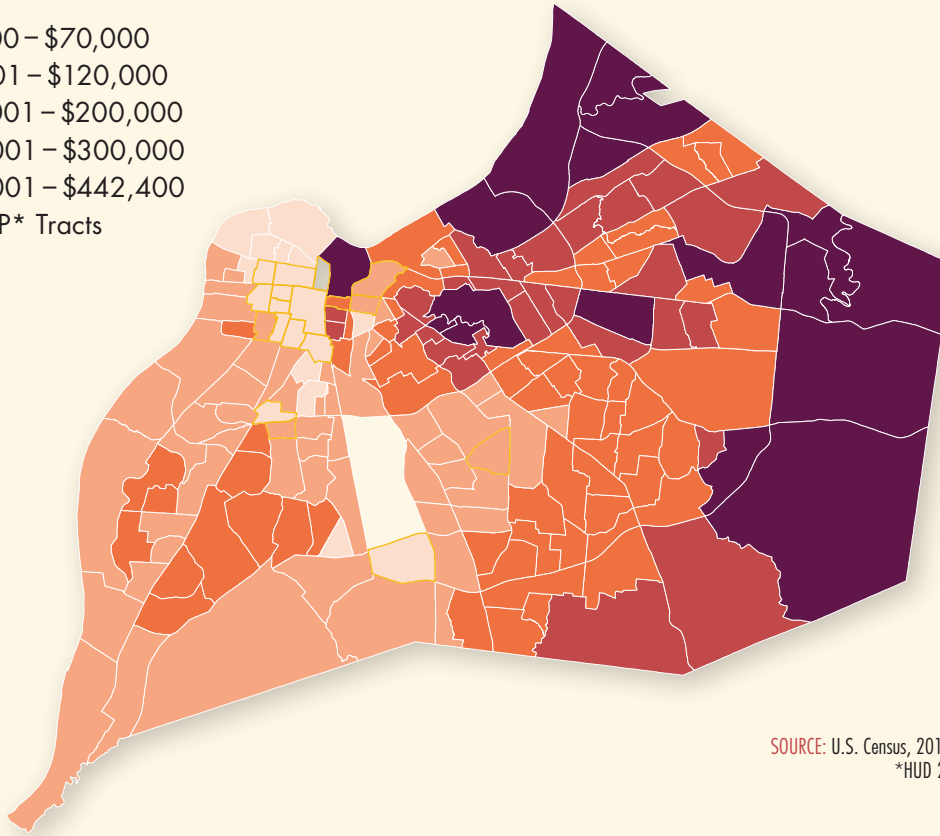 00 – $70,000
01 – $120,000
001 – $200,000
001 – $300,000
001 – $442,400
P* Tracts
SOURCE: U.S. Census, 201
*HUD 2